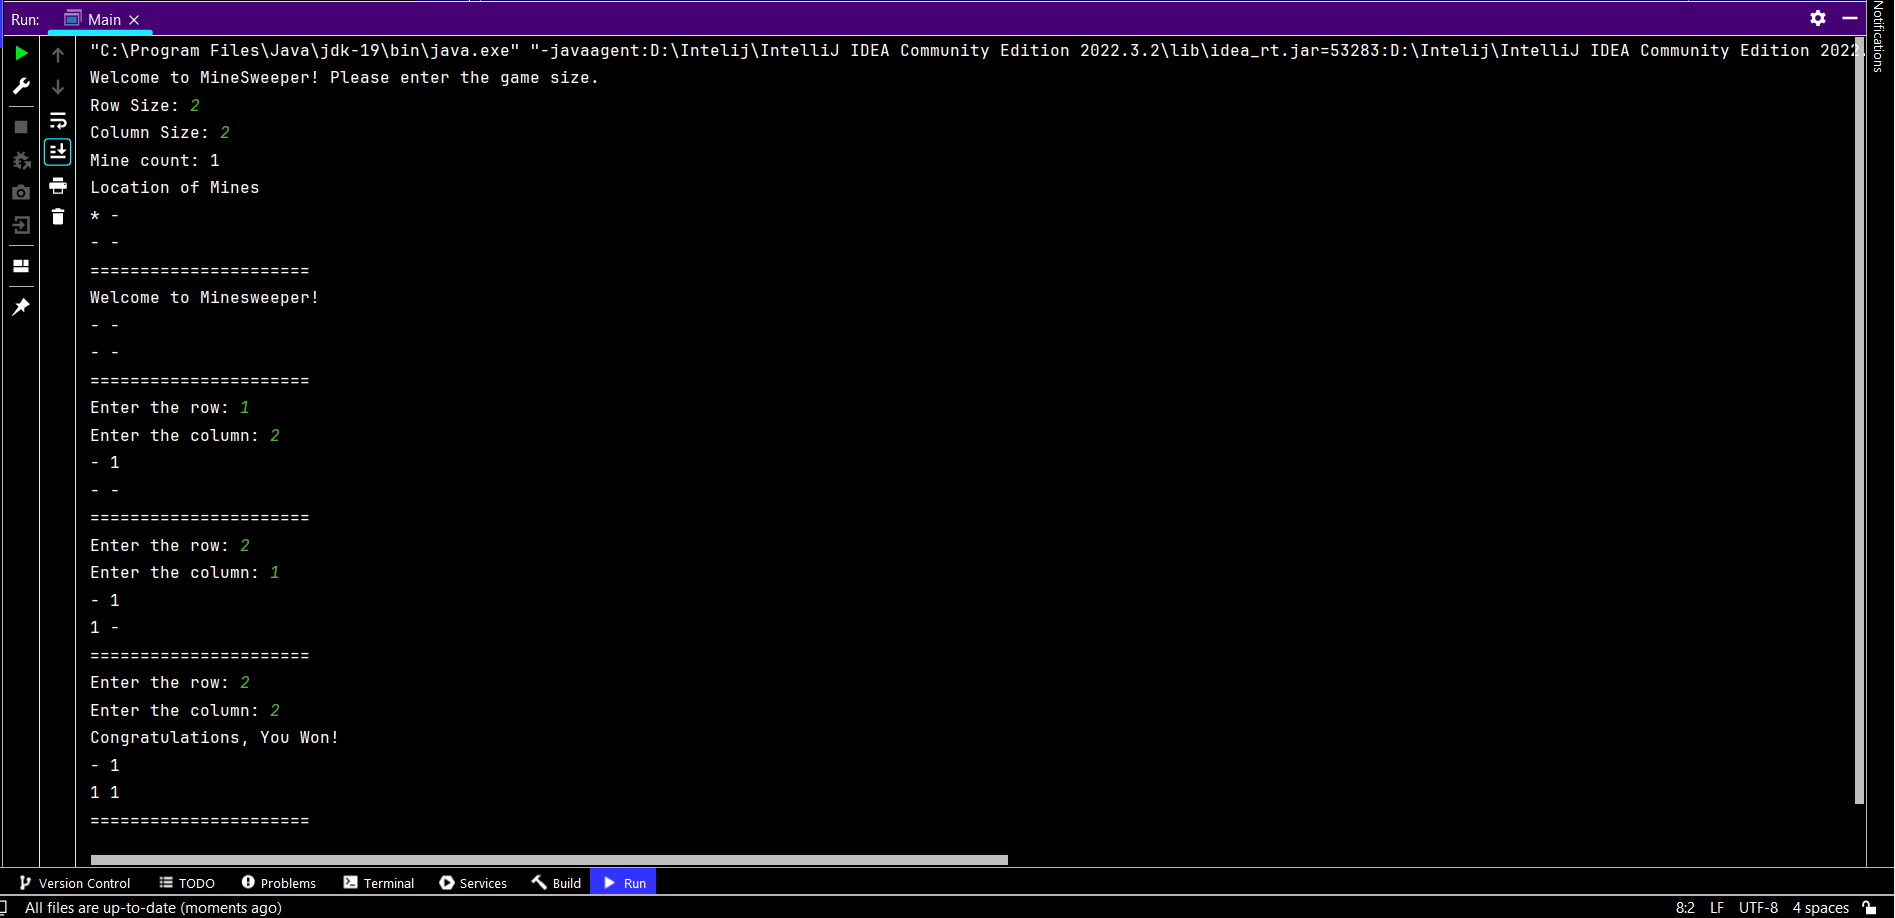 Run: Main
Notifications
"C:\Program Files\Java\jdk-19\bin\java.exe" "-javaagent:D:\Intelij\IntelliJ IDEA Community Edition 2022.3.2\lib\idea_rt.jar=53283:D:\Intelij\IntelliJ IDEA Community Edition 2022.
Welcome to MineSweeper! Please enter the game size.
Row Size: 2
Column Size: 2
Mine count: 1
Location of Mines
* -
- -
======================
Welcome to Minesweeper!
- -
- -
======================
Enter the row: 1
Enter the column: 2
- 1
- -
======================
Enter the row: 2
Enter the column: 1
- 1
1 -
======================
Enter the row: 2
Enter the column: 2
Congratulations, You Won!
- 1
1 1
======================
Version Control TODO Problems Terminal Services Build Run
All files are up-to-date (moments ago) 8:2 LF UTF-8 4 spaces